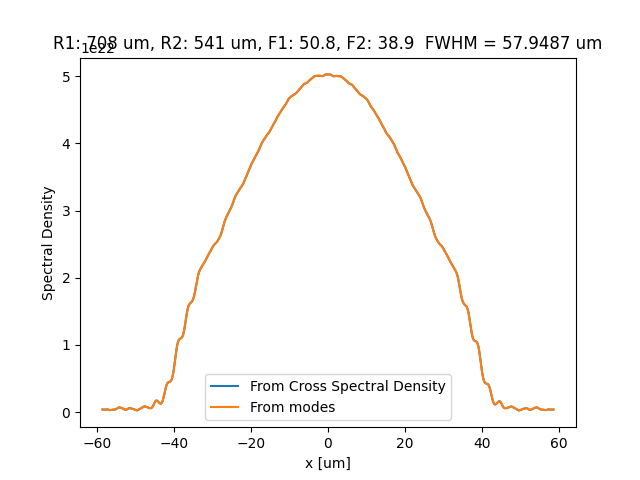 R1: 708 um, R2: 541 um, F1: 50.8, F2: 38.9  FWHM = 57.9487 um
1e22
5
4
3
2
1
0
Spectral Density
From Cross Spectral Density
From modes
−60 −40 −20 0 20 40 60
x [um]